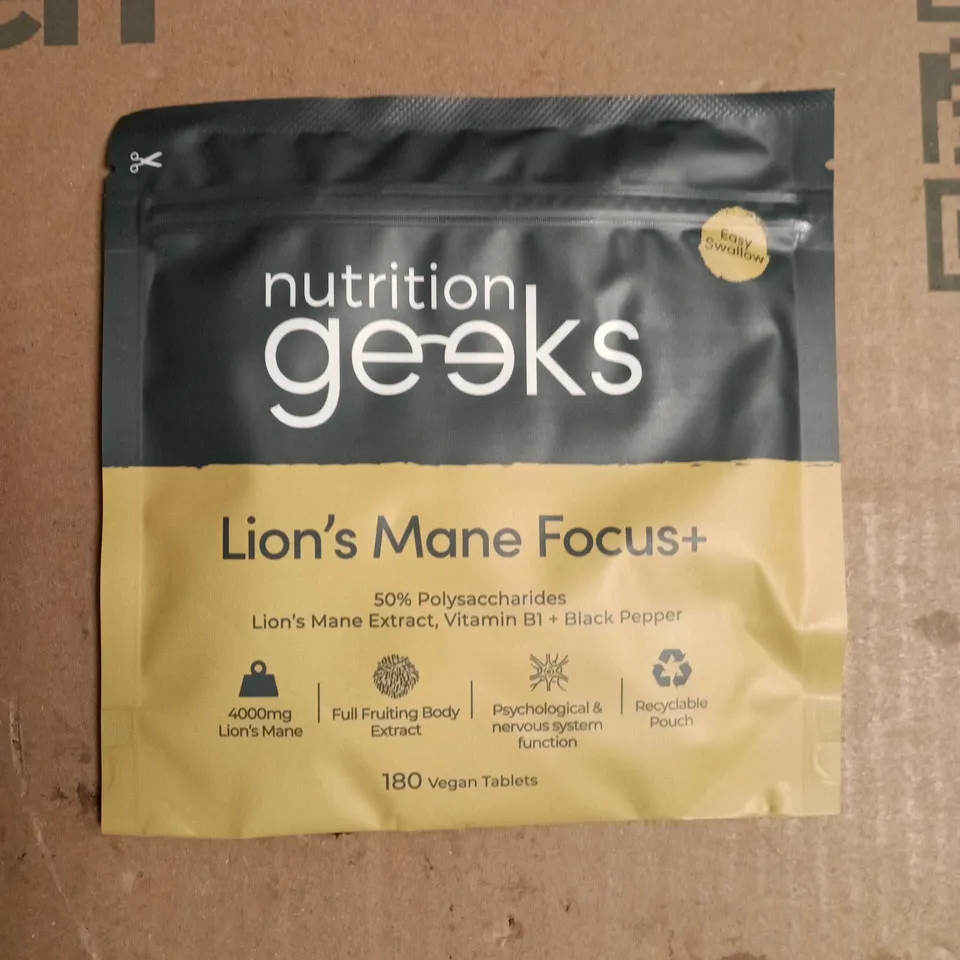 Easy
Swallow
nutrition
geeks
Lion's Mane Focus+
50% Polysaccharides
Lion's Mane Extract, Vitamin B1 + Black Pepper
4000mg
Lion's Mane
Full Fruiting Body
Extract
Psychological &
nervous system
function
Recyclable
Pouch
180 Vegan Tablets